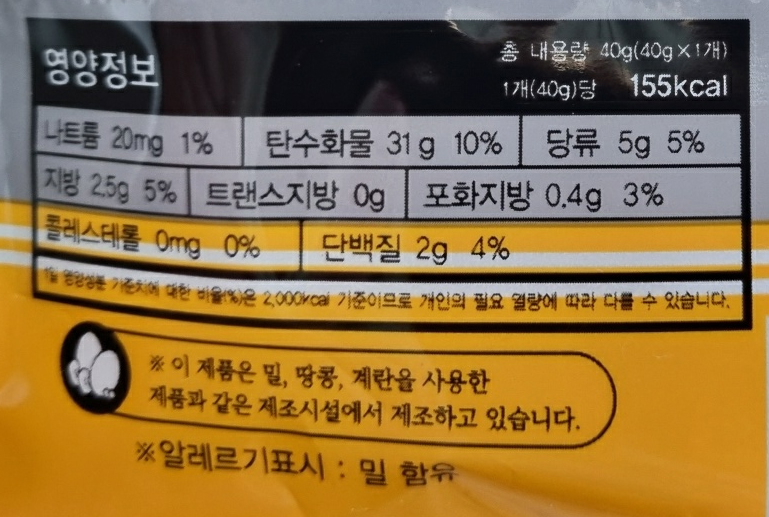 영양정보
총 내용량 40g(40g×1개)
1개(40g)당 155kcal
나트륨 20mg 1% 탄수화물 31g 10% 당류 5g 5%
지방 2.5g 5% 트랜스지방 0g 포화지방 0.4g 3%
콜레스테롤 0mg 0% 단백질 2g 4%
1일 영양성분 기준치에 대한 비율(%)은 2,000kcal 기준이므로 개인의 필요 열량에 따라 다를 수 있습니다.
※ 이 제품은 밀, 땅콩, 계란을 사용한
제품과 같은 제조시설에서 제조하고 있습니다.
※알레르기표시 : 밀 함유